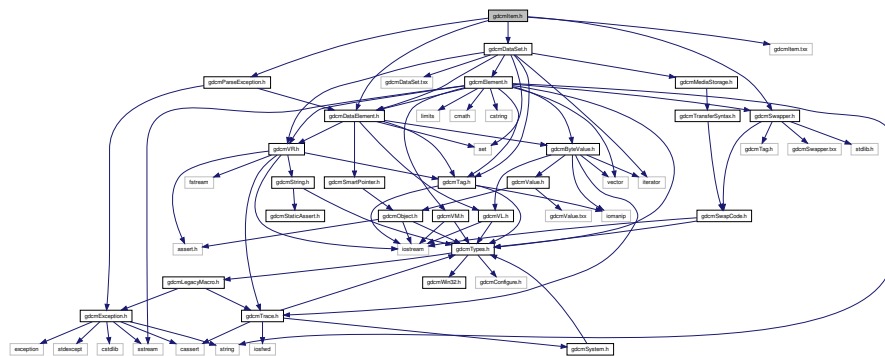 gdcmItem.h
gdcmDataSet.h
gdcmItem.txx
gdcmParseException.h
gdcmDataSet.txx
gdcmElement.h
gdcmMediaStorage.h
gdcmDataElement.h
limits
cmath
cstring
gdcmTransferSyntax.h
gdcmSwapper.h
gdcmVR.h
set
gdcmByteValue.h
gdcmTag.h
gdcmSwapper.txx
stdlib.h
fstream
gdcmString.h
gdcmSmartPointer.h
gdcmTag.h
gdcmValue.h
vector
iterator
gdcmStaticAssert.h
gdcmObject.h
gdcmVM.h
gdcmVL.h
gdcmValue.txx
iomanip
gdcmSwapCode.h
assert.h
iostream
gdcmTypes.h
gdcmLegacyMacro.h
gdcmWin32.h
gdcmConfigure.h
gdcmException.h
gdcmTrace.h
exception
stdexcept
cstdlib
sstream
cassert
string
iosfwd
gdcmSystem.h